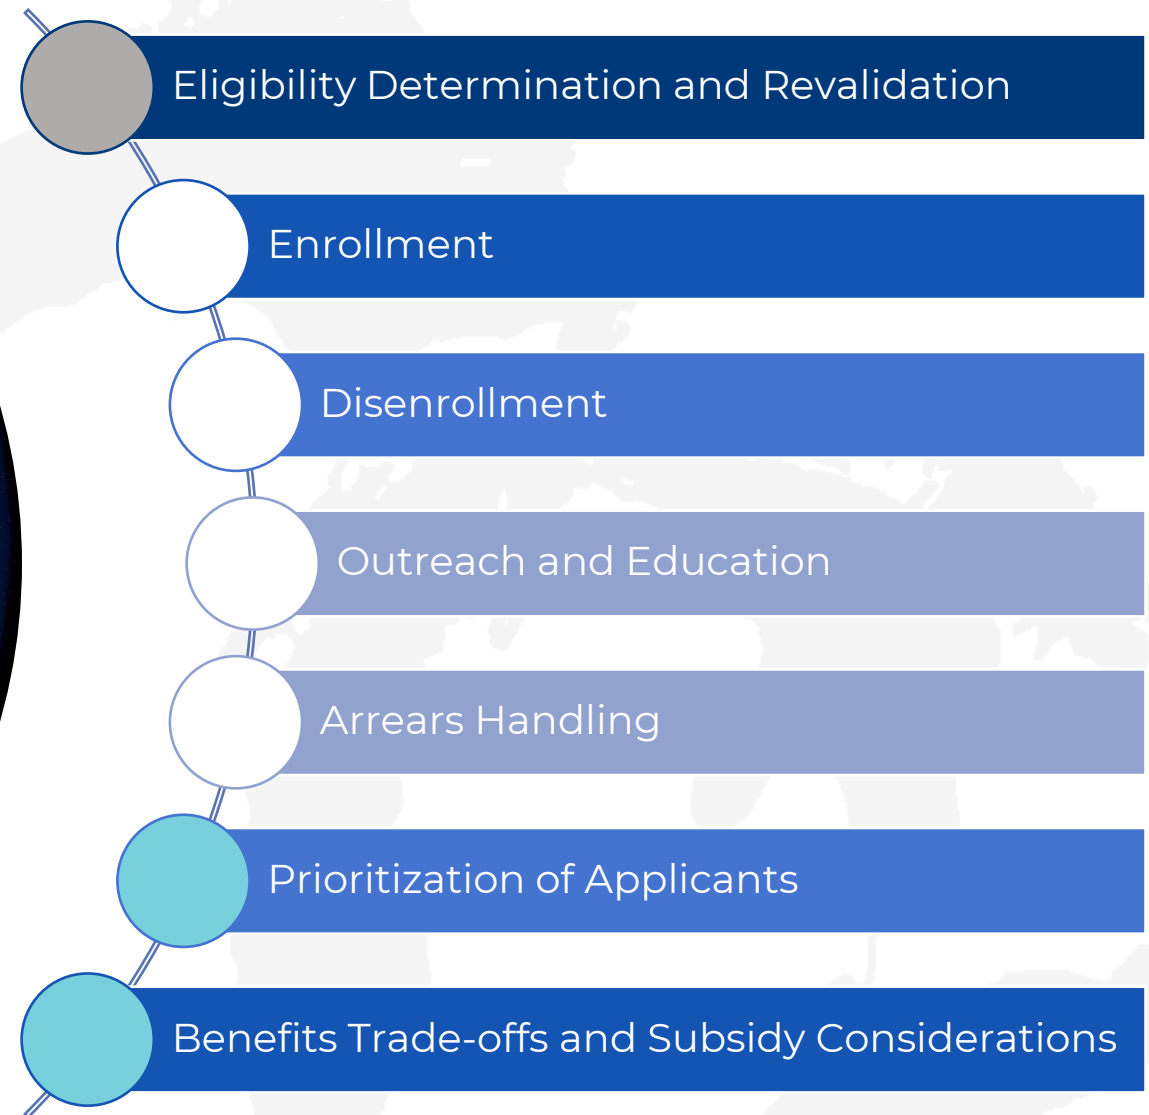 Eligibility Determination and Revalidation
Enrollment
Disenrollment
Outreach and Education
Arrears Handling
Prioritization of Applicants
Benefits Trade-offs and Subsidy Considerations